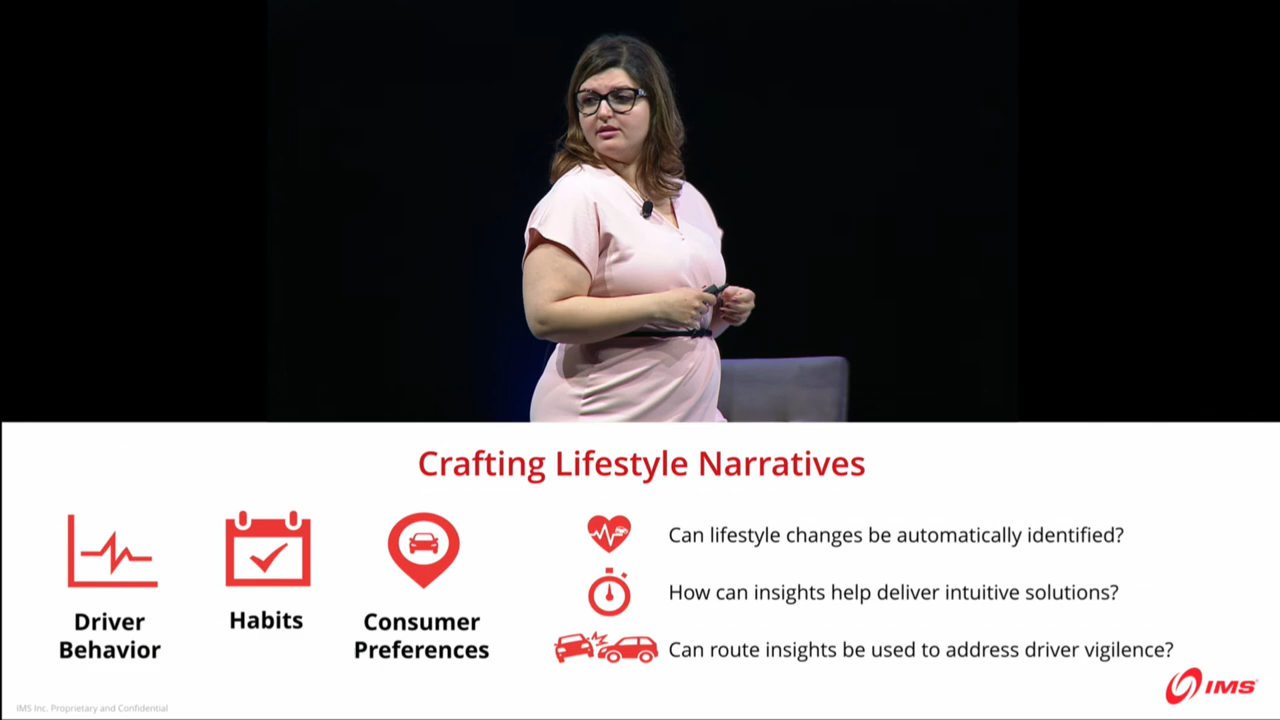 Crafting Lifestyle Narratives
Driver
Behavior
Habits
Consumer
Preferences
Can lifestyle changes be automatically identified?
How can insights help deliver intuitive solutions?
Can route insights be used to address driver vigilence?
IMS
IMS Inc. Proprietary and Confidential